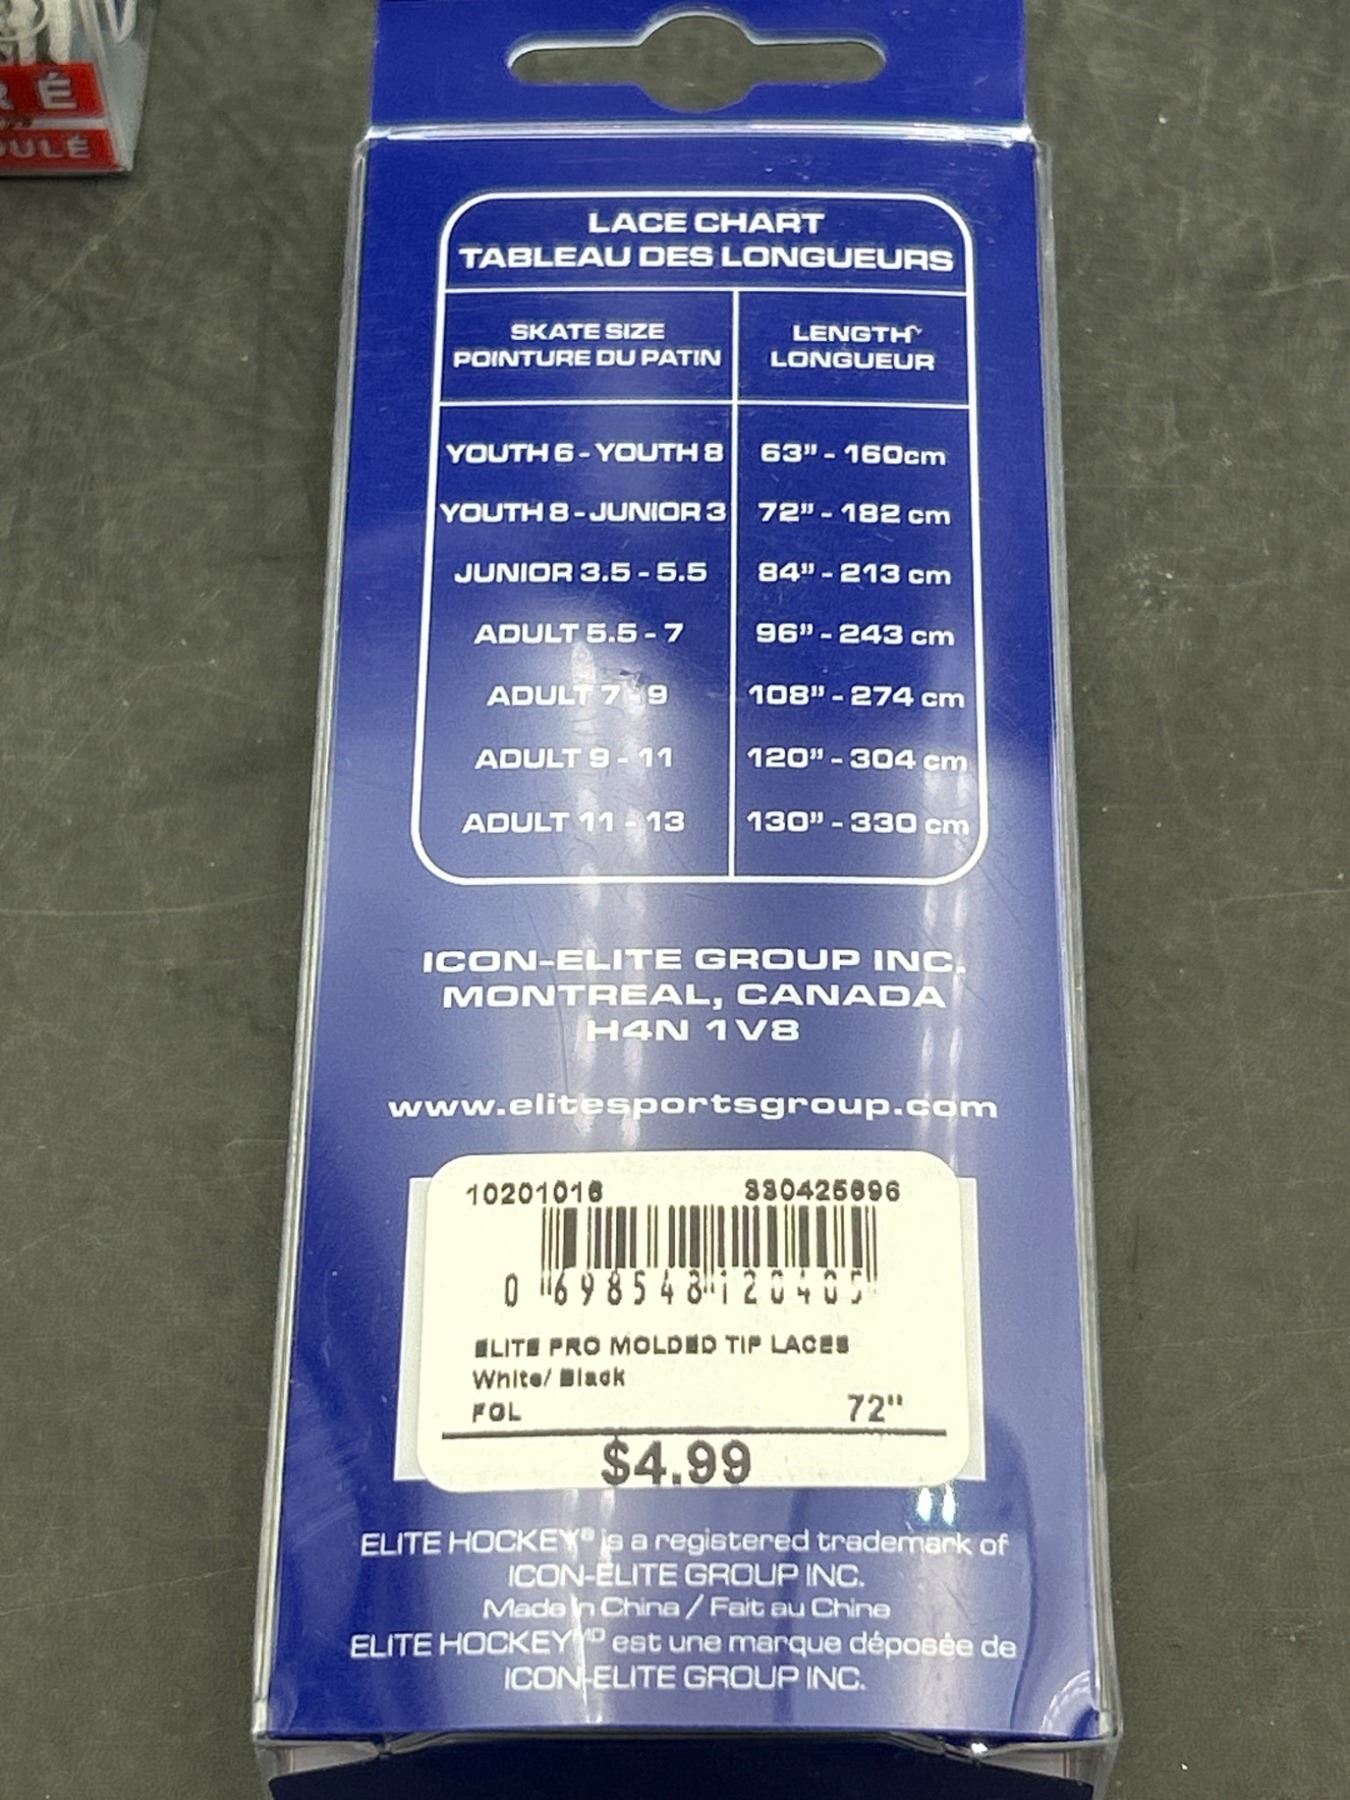 RÉ
OULÉ
LACE CHART
TABLEAU DES LONGUEURS
SKATE SIZE
POINTURE DU PATIN
LENGTH
LONGUEUR
YOUTH 6 - YOUTH 8 63" - 160cm
YOUTH 8 - JUNIOR 3 72" - 182 cm
JUNIOR 3.5 - 5.5 84" - 213 cm
ADULT 5.5 - 7 96" - 243 cm
ADULT 7 - 9 108" - 274 cm
ADULT 9 - 11 120" - 304 cm
ADULT 11 - 13 130" - 330 cm
ICON-ELITE GROUP INC.
MONTREAL, CANADA
H4N 1V8
www.elitesportsgroup.com
10201016 330425696
0 698548 120405
ELITE PRO MOLDED TIP LACES
White/ Black
FOL 72"
$4.99
ELITE HOCKEY® is a registered trademark of
ICON-ELITE GROUP INC.
Made in China / Fait au Chine
ELITE HOCKEY MD est une marque déposée de
ICON-ELITE GROUP INC.